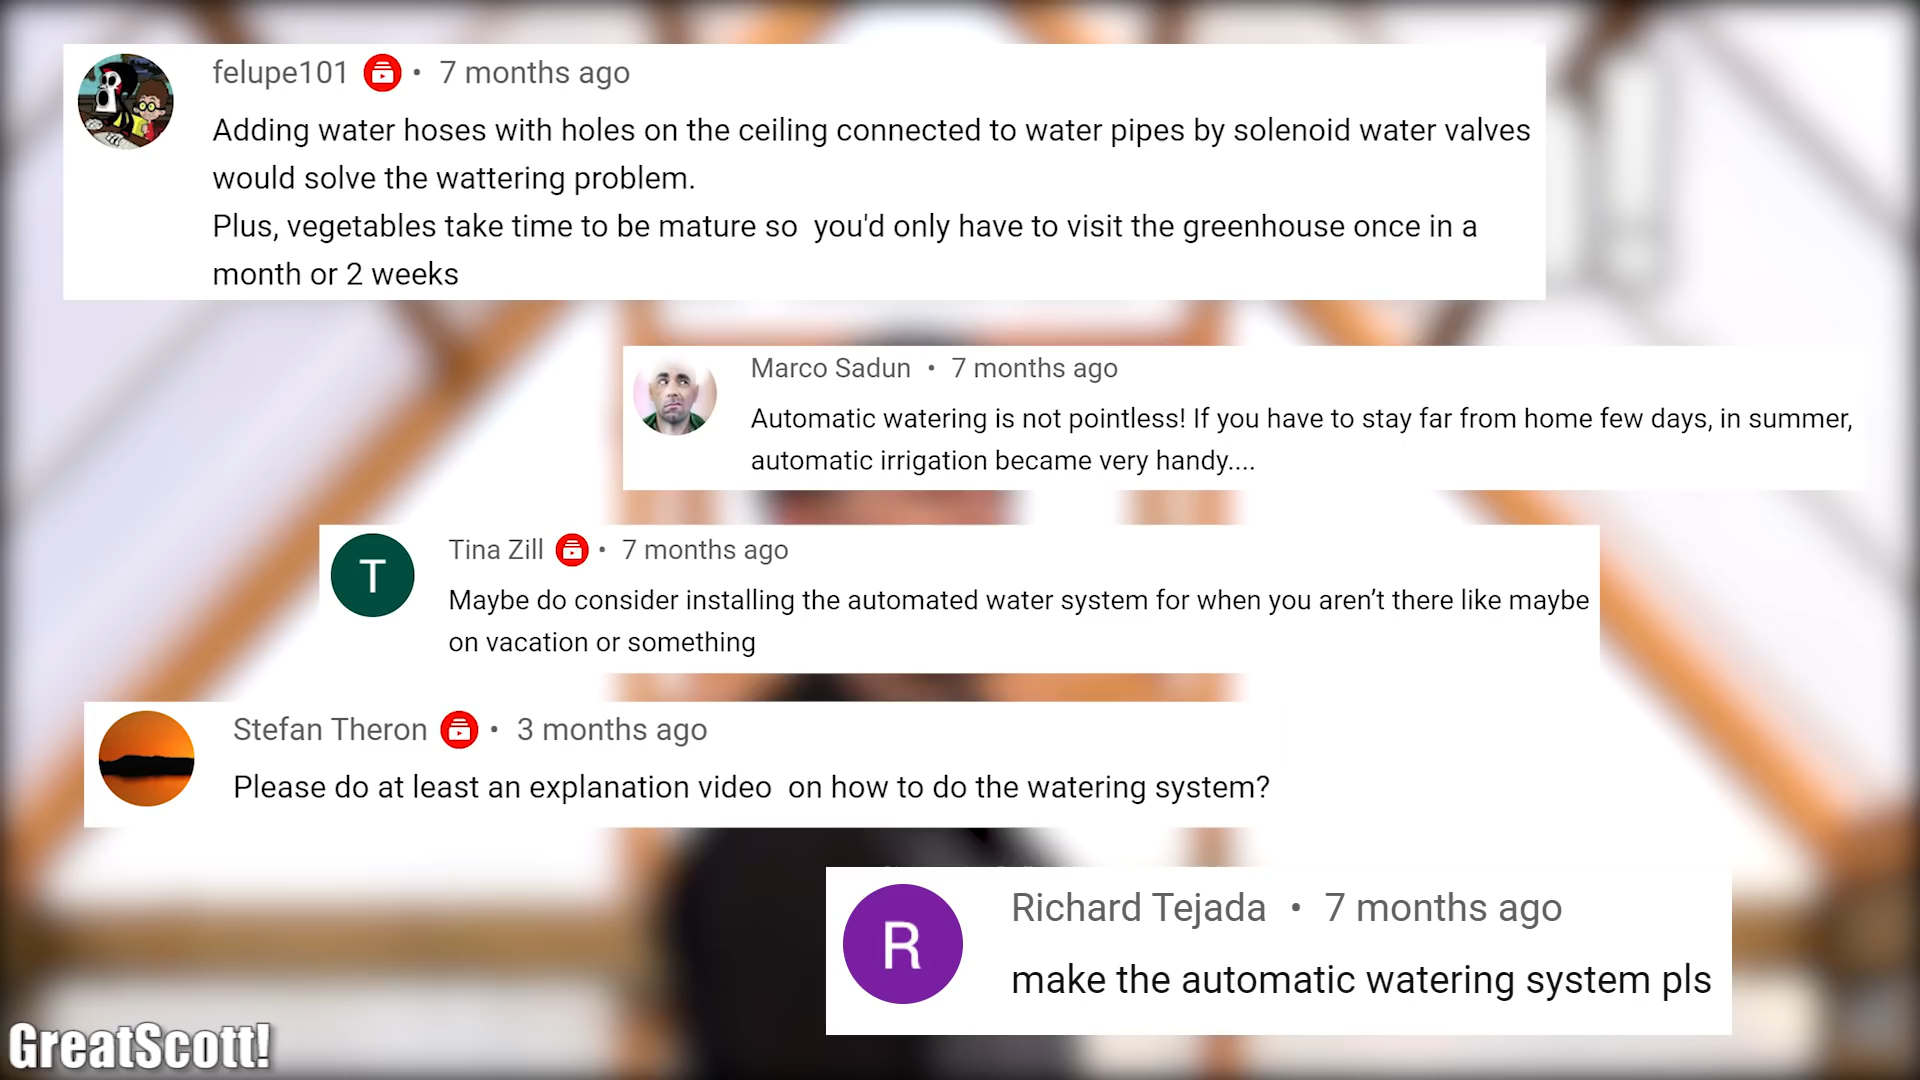 felupe101 • 7 months ago
Adding water hoses with holes on the ceiling connected to water pipes by solenoid water valves
would solve the wattering problem.
Plus, vegetables take time to be mature so  you'd only have to visit the greenhouse once in a
month or 2 weeks
Marco Sadun • 7 months ago
Automatic watering is not pointless! If you have to stay far from home few days, in summer,
automatic irrigation became very handy....
T
Tina Zill • 7 months ago
Maybe do consider installing the automated water system for when you aren’t there like maybe
on vacation or something
Stefan Theron • 3 months ago
Please do at least an explanation video  on how to do the watering system?
R
Richard Tejada • 7 months ago
make the automatic watering system pls
GreatScott!